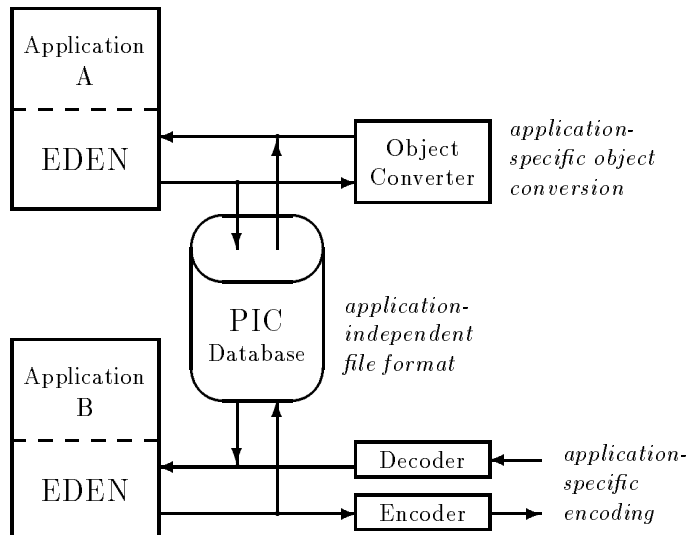 Application
A
EDEN
Object
Converter
application-
specific object
conversion
PIC
Database
application-
independent
file format
Application
B
EDEN
Decoder
Encoder
application-
specific
encoding